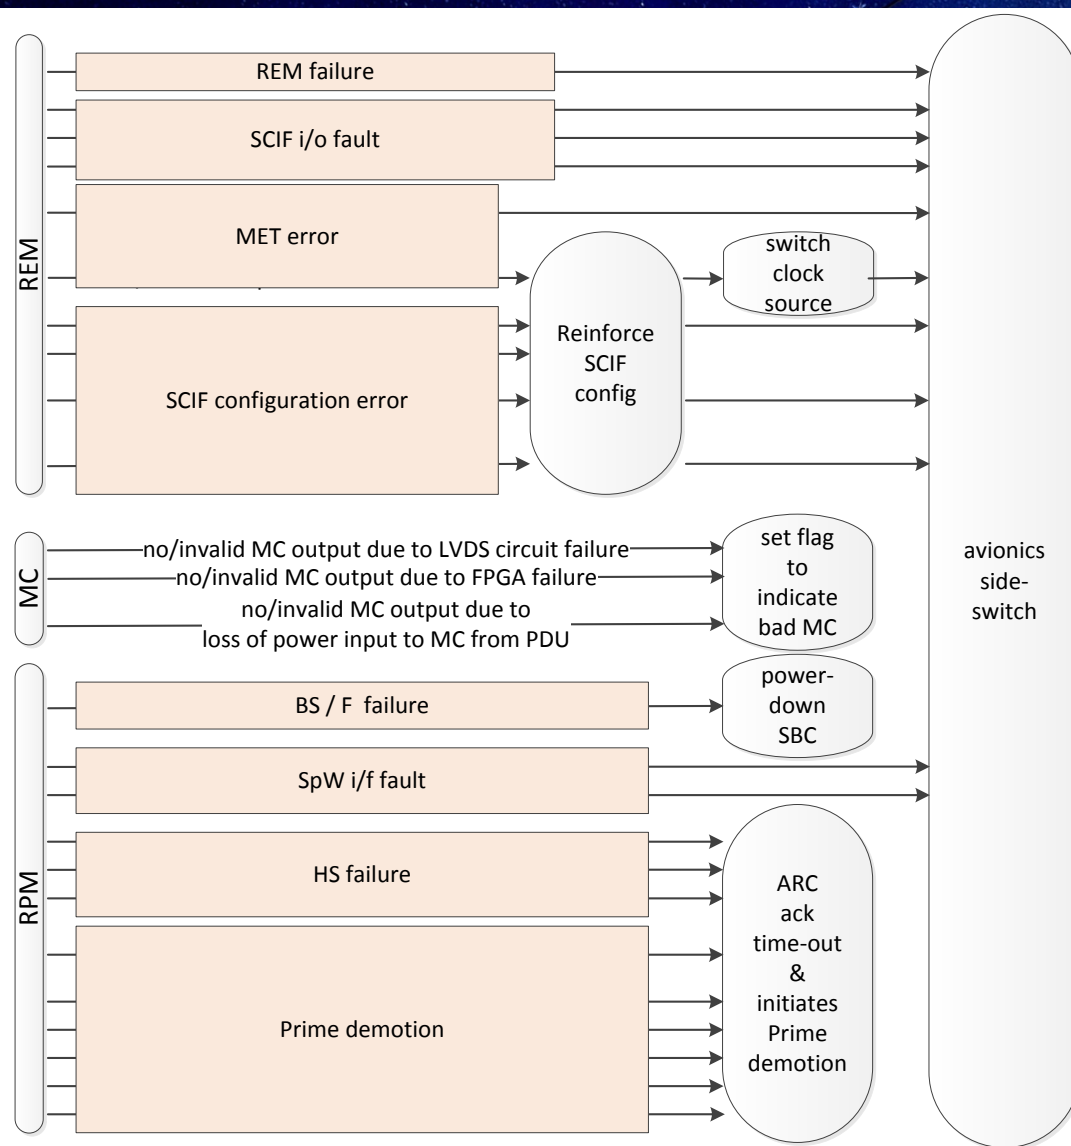 REM
REM failure
SCIF i/o fault
MET error
SCIF configuration error
Reinforce
SCIF
config
switch
clock
source
avionics
side-
switch
MC
no/invalid MC output due to LVDS circuit failure
no/invalid MC output due to FPGA failure
no/invalid MC output due to
loss of power input to MC from PDU
set flag
to
indicate
bad MC
RPM
BS / F failure
power-
down
SBC
SpW i/f fault
HS failure
Prime demotion
ARC
ack
time-out
&
initiates
Prime
demotion